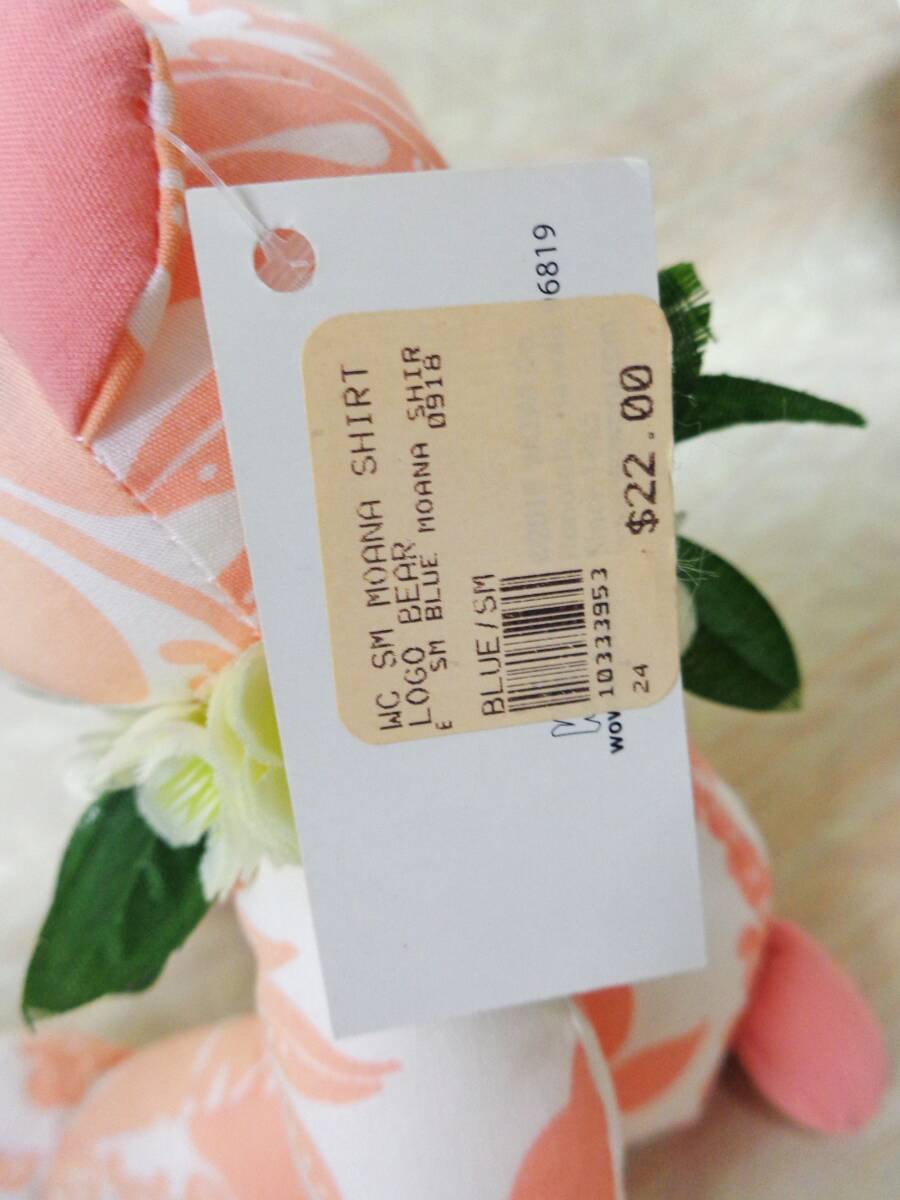 WC SM MOANA SHIRT
LOGO BEAR
E SM BLUE MOANA SHIR
0918
BLUE/SM
10333953
24
$22.00
6819